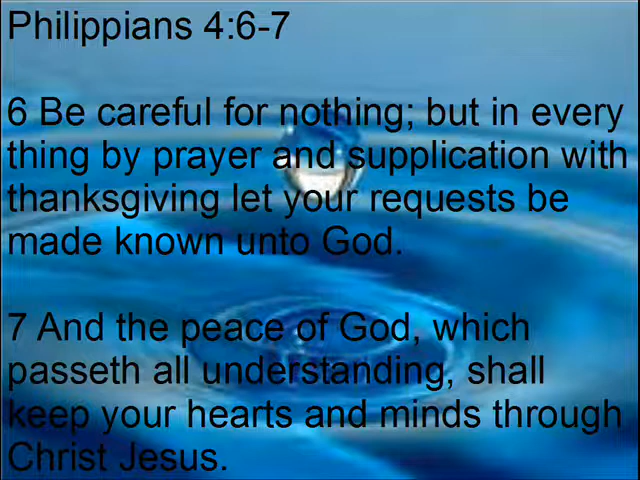 Philippians 4:6-7
6 Be careful for nothing; but in every
thing by prayer and supplication with
thanksgiving let your requests be
made known unto God.
7 And the peace of God, which
passeth all understanding, shall
keep your hearts and minds through
Christ Jesus.